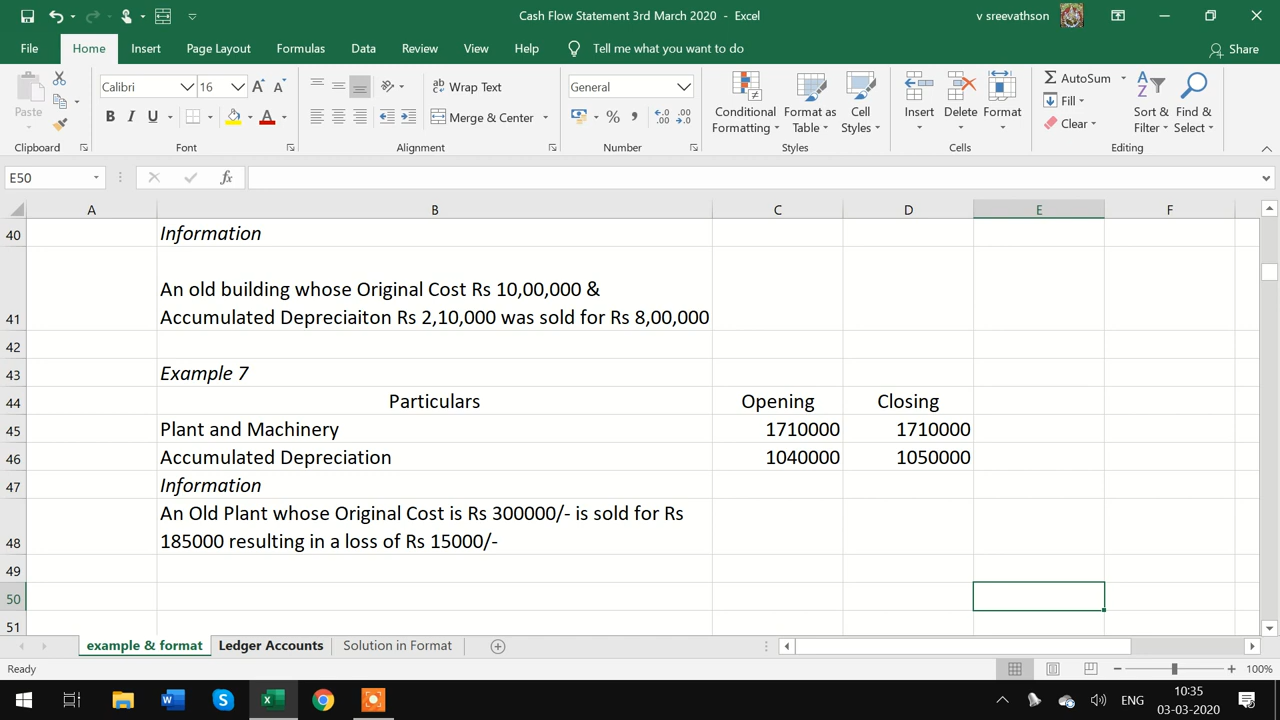 Cash Flow Statement 3rd March 2020 - Excel
v sreevathson
File Home Insert Page Layout Formulas Data Review View Help Tell me what you want to do Share
Paste
Clipboard
Calibri 16
B I U
Font
Wrap Text
Merge & Center
Alignment
General
Number
Conditional Formatting
Format as Table
Cell Styles
Styles
Insert Delete Format
Cells
AutoSum
Fill
Clear
Sort & Filter
Find & Select
Editing
E50
fx
A B C D E F
40 Information
41 An old building whose Original Cost Rs 10,00,000 &
Accumulated Depreciaiton Rs 2,10,000 was sold for Rs 8,00,000
42
43 Example 7
44 Particulars Opening Closing
45 Plant and Machinery 1710000 1710000
46 Accumulated Depreciation 1040000 1050000
47 Information
48 An Old Plant whose Original Cost is Rs 300000/- is sold for Rs
185000 resulting in a loss of Rs 15000/-
49
50
51
example & format Ledger Accounts Solution in Format
Ready
100%
ENG
10:35
03-03-2020